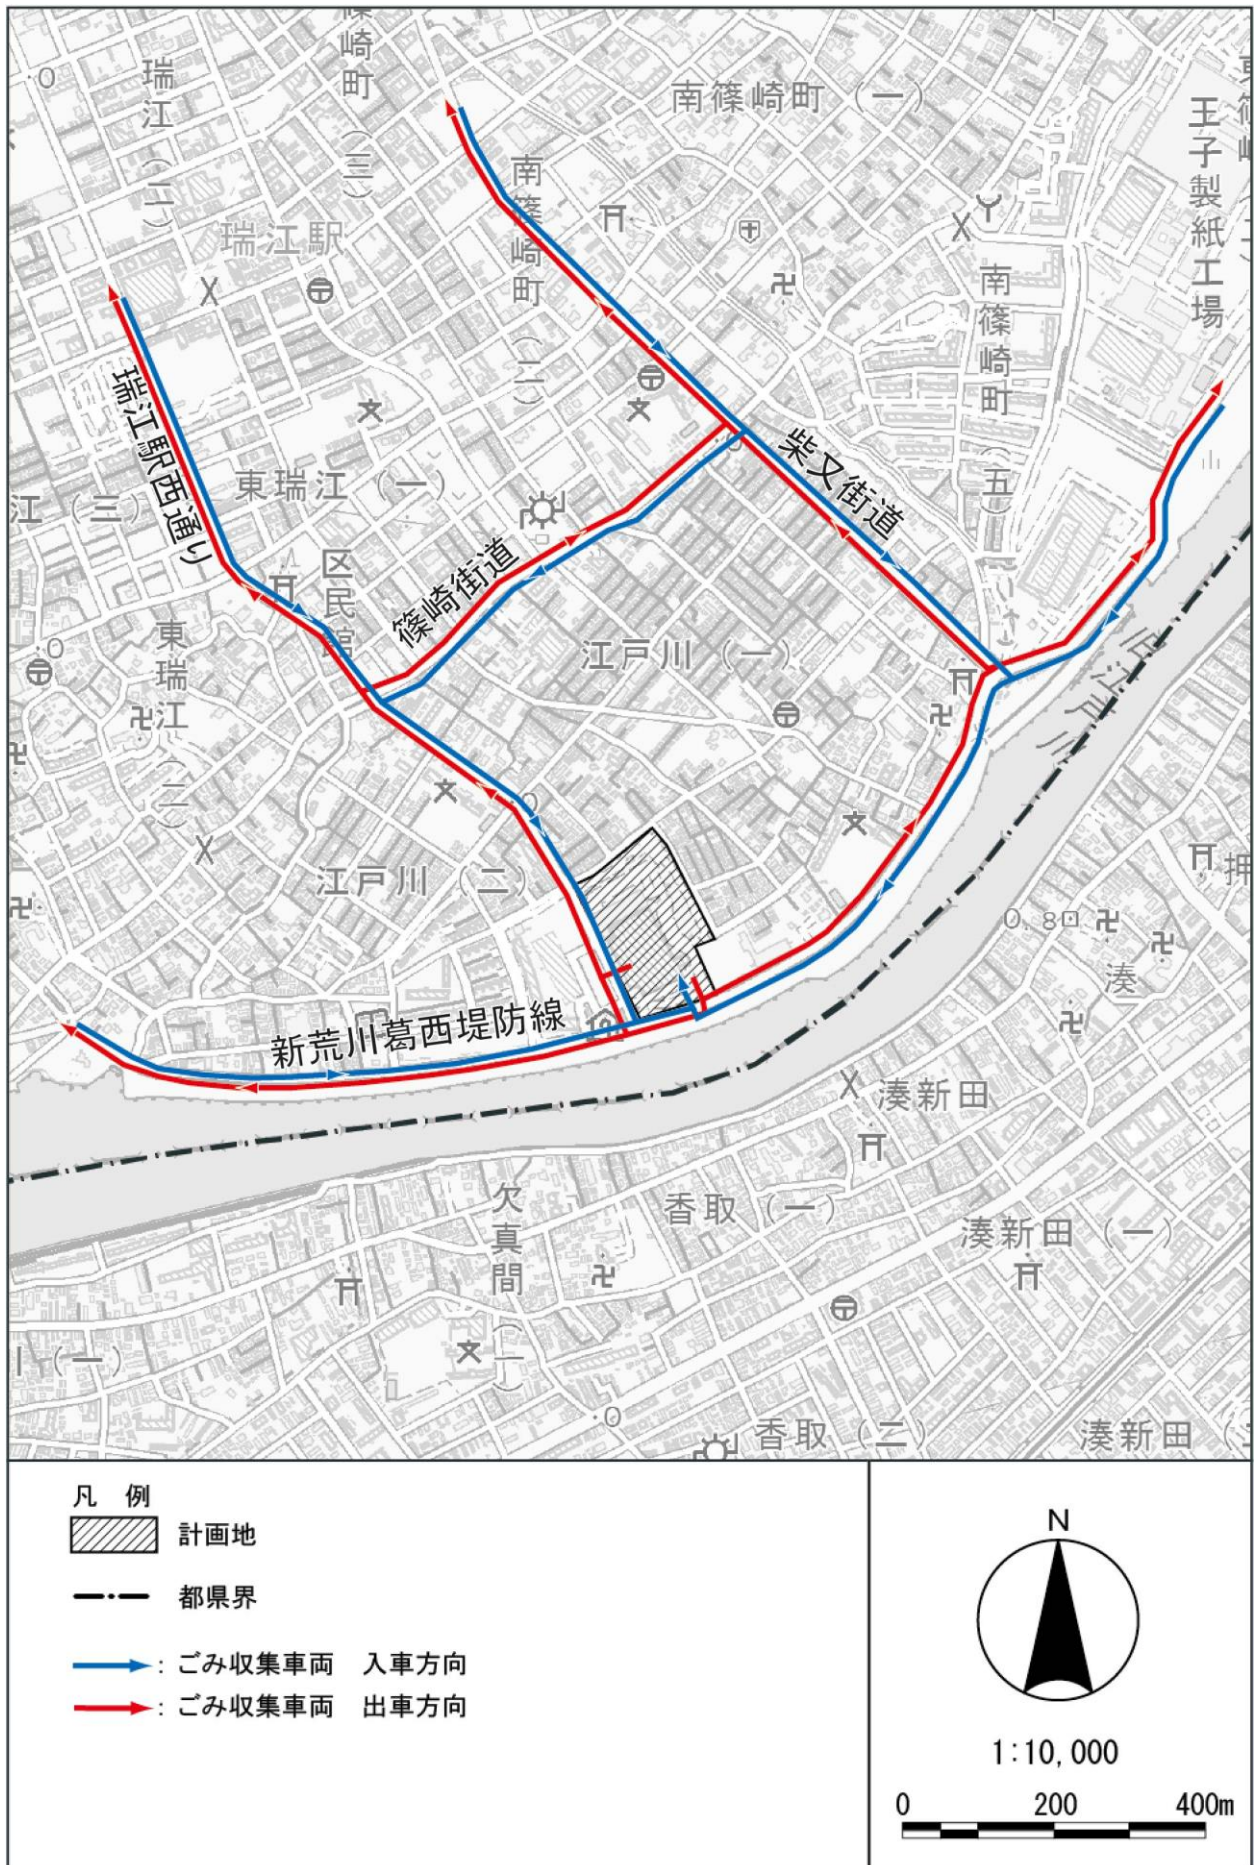 篠崎町（三）
瑞江（二）
南篠崎町（一）
王子製紙工場
瑞江駅
南篠崎町（二）
南篠崎町（五）
瑞江駅西通り
柴又街道
東瑞江（一）
江（三）
篠崎街道
区民館
江戸川（一）
東瑞江（二）
旧江戸川
江戸川（二）
押
0.8
湊
新荒川葛西堤防線
湊新田
香取（一）
欠真間（一）
湊新田（一）
（一）
香取（二）
湊新田
凡 例
計画地
都県界
：ごみ収集車両 入車方向
：ごみ収集車両 出車方向
N
1:10,000
0 200 400m